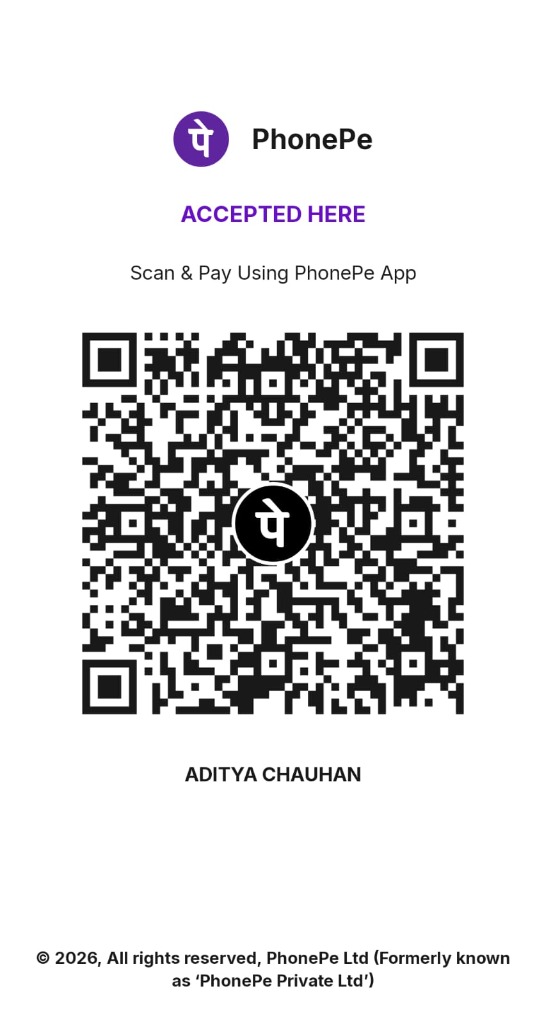 पे PhonePe
ACCEPTED HERE
Scan & Pay Using PhonePe App
पे
ADITYA CHAUHAN
© 2026, All rights reserved, PhonePe Ltd (Formerly known
as ‘PhonePe Private Ltd’)